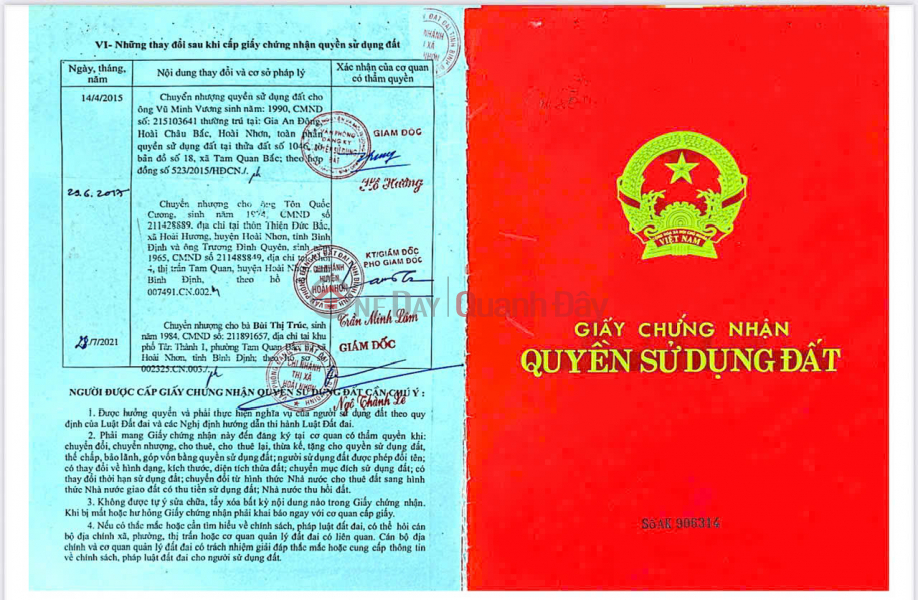 VI- Những thay đổi sau khi cấp giấy chứng nhận quyền sử dụng đất
Ngày, tháng, năm
Nội dung thay đổi và cơ sở pháp lý
Xác nhận của cơ quan có thẩm quyền
14/4/2015
Chuyển nhượng quyền sử dụng đất cho
ông Vũ Minh Vương sinh năm: 1990, CMND
số: 215103641 thường trú tại: Gia An Đông,
Hoài Châu Bắc, Hoài Nhơn, toàn phần
quyền sử dụng đất tại thửa đất số 1046, tờ
bản đồ số 18, xã Tam Quan Bắc; theo hợp
đồng số 523/2015/HĐCN./.
GIÁM ĐỐC
Hồ Hường
29.6.2017
Chuyển nhượng cho ông Tôn Quốc
Cương, sinh năm 1974, CMND số
211428889, địa chỉ tại thôn Thiện Đức Bắc,
xã Hoài Hương, huyện Hoài Nhơn, tỉnh Bình
Định và ông Trương Đình Quyên, sinh năm
1965, CMND số 211488849, địa chỉ tại Khối
4, thị trấn Tam Quan, huyện Hoài Nhơn,
Bình Định, theo hồ
007491.CN.002
KT/GIÁM ĐỐC
PHÓ GIÁM ĐỐC
Trần Minh Lâm
28/7/2021
Chuyển nhượng cho bà Bùi Thị Trúc, sinh
năm 1984, CMND số: 211891657, địa chỉ tại khu
phố Tân Thành 1, phường Tam Quan Bắc, thị xã
Hoài Nhơn, tỉnh Bình Định; theo hồ sơ
002325.CN.003./.
GIÁM ĐỐC
Ngô Thành Lê
NGƯỜI ĐƯỢC CẤP GIẤY CHỨNG NHẬN QUYỀN SỬ DỤNG ĐẤT CẦN CHÚ Ý :
1. Được hưởng quyền và phải thực hiện nghĩa vụ của người sử dụng đất theo quy
định của Luật Đất đai và các Nghị định hướng dẫn thi hành Luật Đất đai.
2. Phải mang Giấy chứng nhận này đến đăng ký tại cơ quan có thẩm quyền khi:
chuyển đổi, chuyển nhượng, cho thuê, cho thuê lại, thừa kế, tặng cho quyền sử dụng đất,
thế chấp, bảo lãnh, góp vốn bằng quyền sử dụng đất; người sử dụng đất được phép đổi tên;
có thay đổi về hình dạng, kích thước, diện tích thửa đất; chuyển mục đích sử dụng đất; có
thay đổi thời hạn sử dụng đất; chuyển đổi từ hình thức Nhà nước cho thuê đất sang hình
thức Nhà nước giao đất có thu tiền sử dụng đất; Nhà nước thu hồi đất.
3. Không được tự ý sửa chữa, tẩy xóa bất kỳ nội dung nào trong Giấy chứng nhận.
Khi bị mất hoặc hư hỏng Giấy chứng nhận phải khai báo ngay với cơ quan cấp giấy.
4. Nếu có thắc mắc hoặc cần tìm hiểu về chính sách, pháp luật đất đai, có thể hỏi cán
bộ địa chính xã, phường, thị trấn hoặc cơ quan quản lý đất đai có liên quan. Cán bộ địa
chính và cơ quan quản lý đất đai có trách nhiệm giải đáp thắc mắc hoặc cung cấp thông tin
về chính sách, pháp luật đất đai cho người sử dụng đất.
ONEDAY Quanh Đây
VIỆT NAM
GIẤY CHỨNG NHẬN
QUYỀN SỬ DỤNG ĐẤT
Số AK 906314